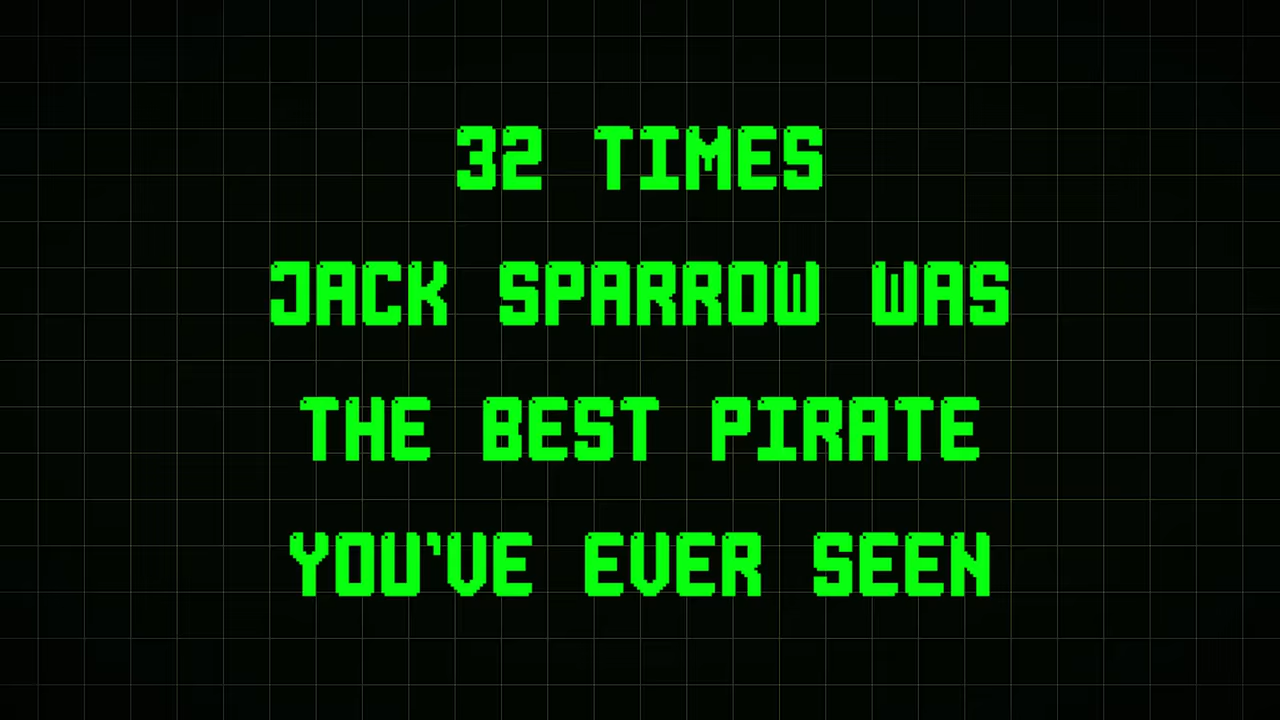 32 TIMES
JACK SPARROW WAS
THE BEST PIRATE
YOU'VE EVER SEEN